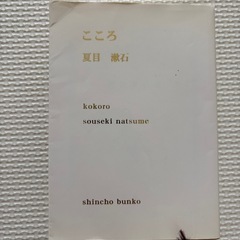 こころ
夏目 漱石
kokoro
souseki natsume
shincho bunko